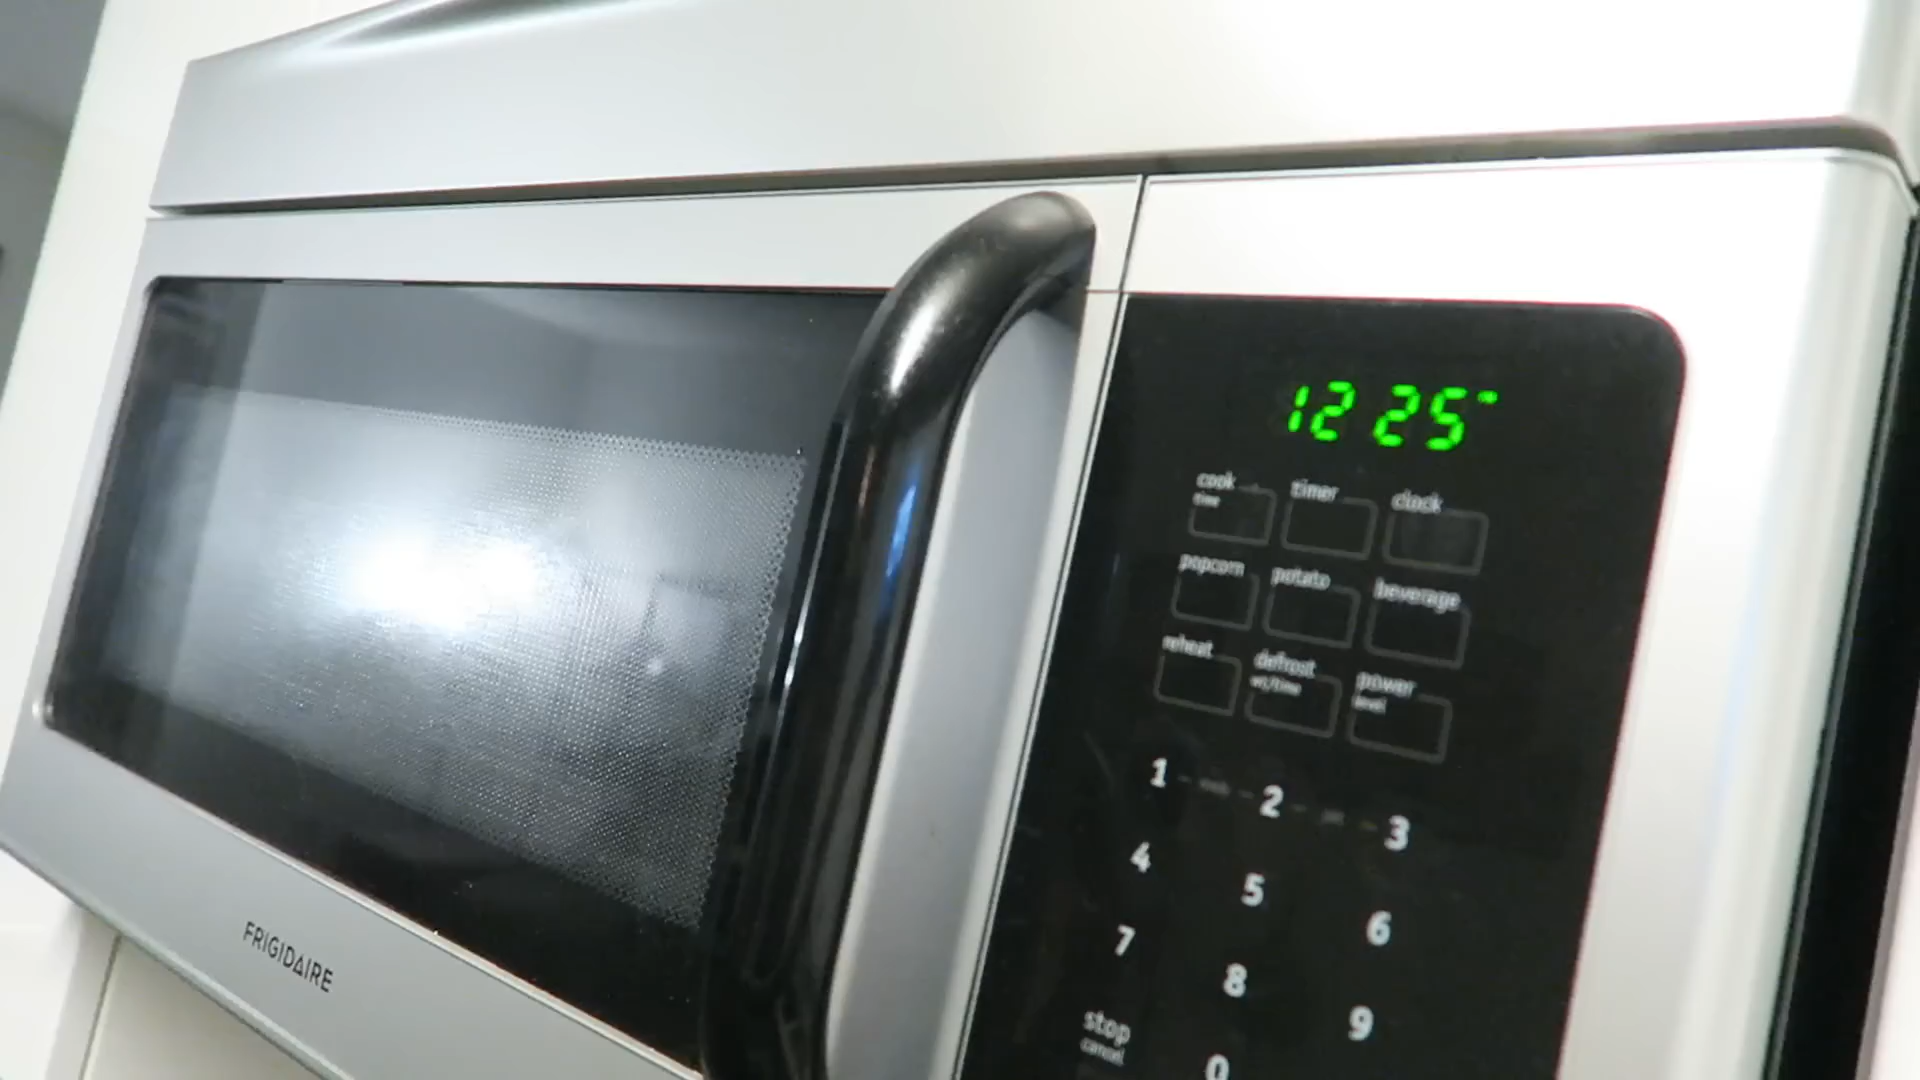 12 25
cook timer clock
time
popcorn potato beverage
reheat defrost power
w/time level
1 2 3
4 5 6
7 8 9
stop 0
cancel
FRIGIDAIRE